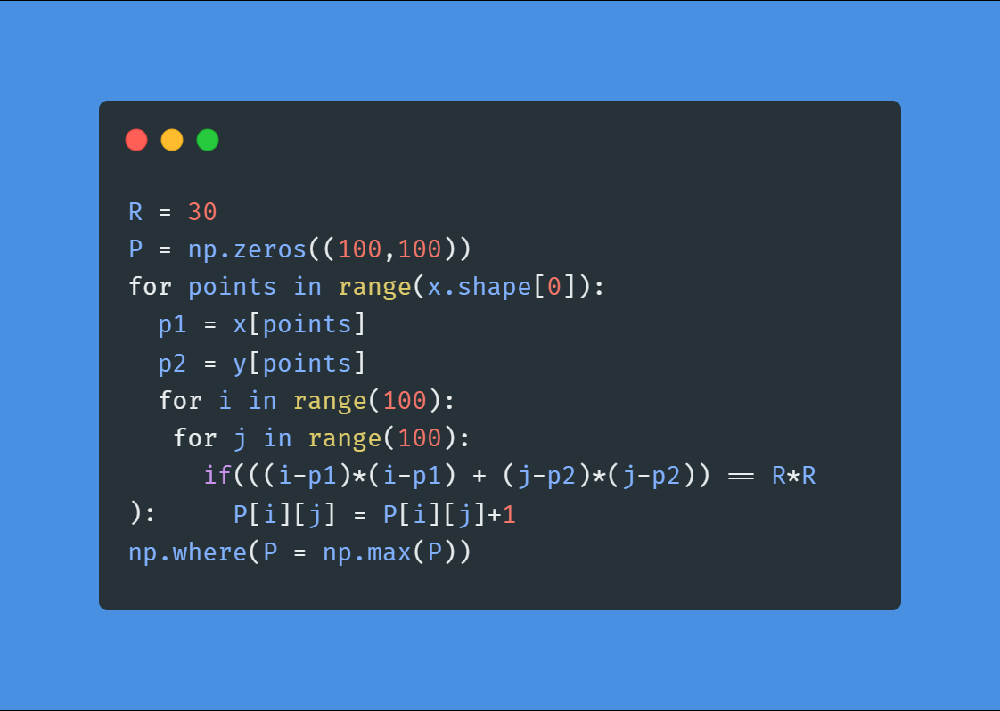 R = 30
P = np.zeros((100,100))
for points in range(x.shape[0]):
  p1 = x[points]
  p2 = y[points]
  for i in range(100):
   for j in range(100):
     if(((i-p1)*(i-p1) + (j-p2)*(j-p2)) == R*R
):     P[i][j] = P[i][j]+1
np.where(P = np.max(P))